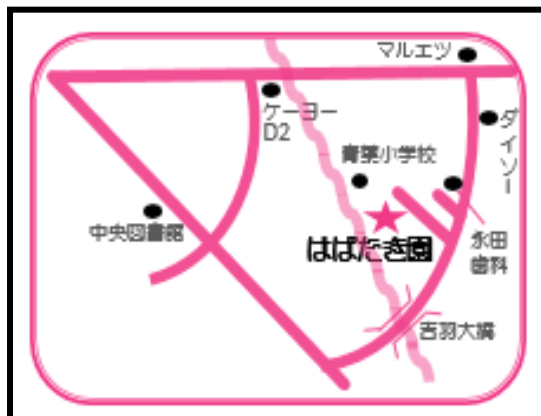 マルエツ
ケーヨー
D2
ダイソー
青葉小学校
中央図書館
はばたき園
永田
歯科
吉羽大橋